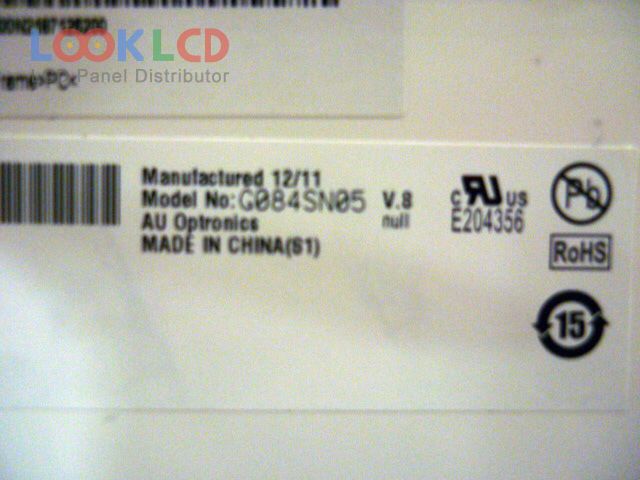 LOOKLCD
Panel Distributor
Manufactured 12/11
Model No:G084SN05 V.8
AU Optronics null
MADE IN CHINA(S1)
c RU US
E204356
Pb
RoHS
15